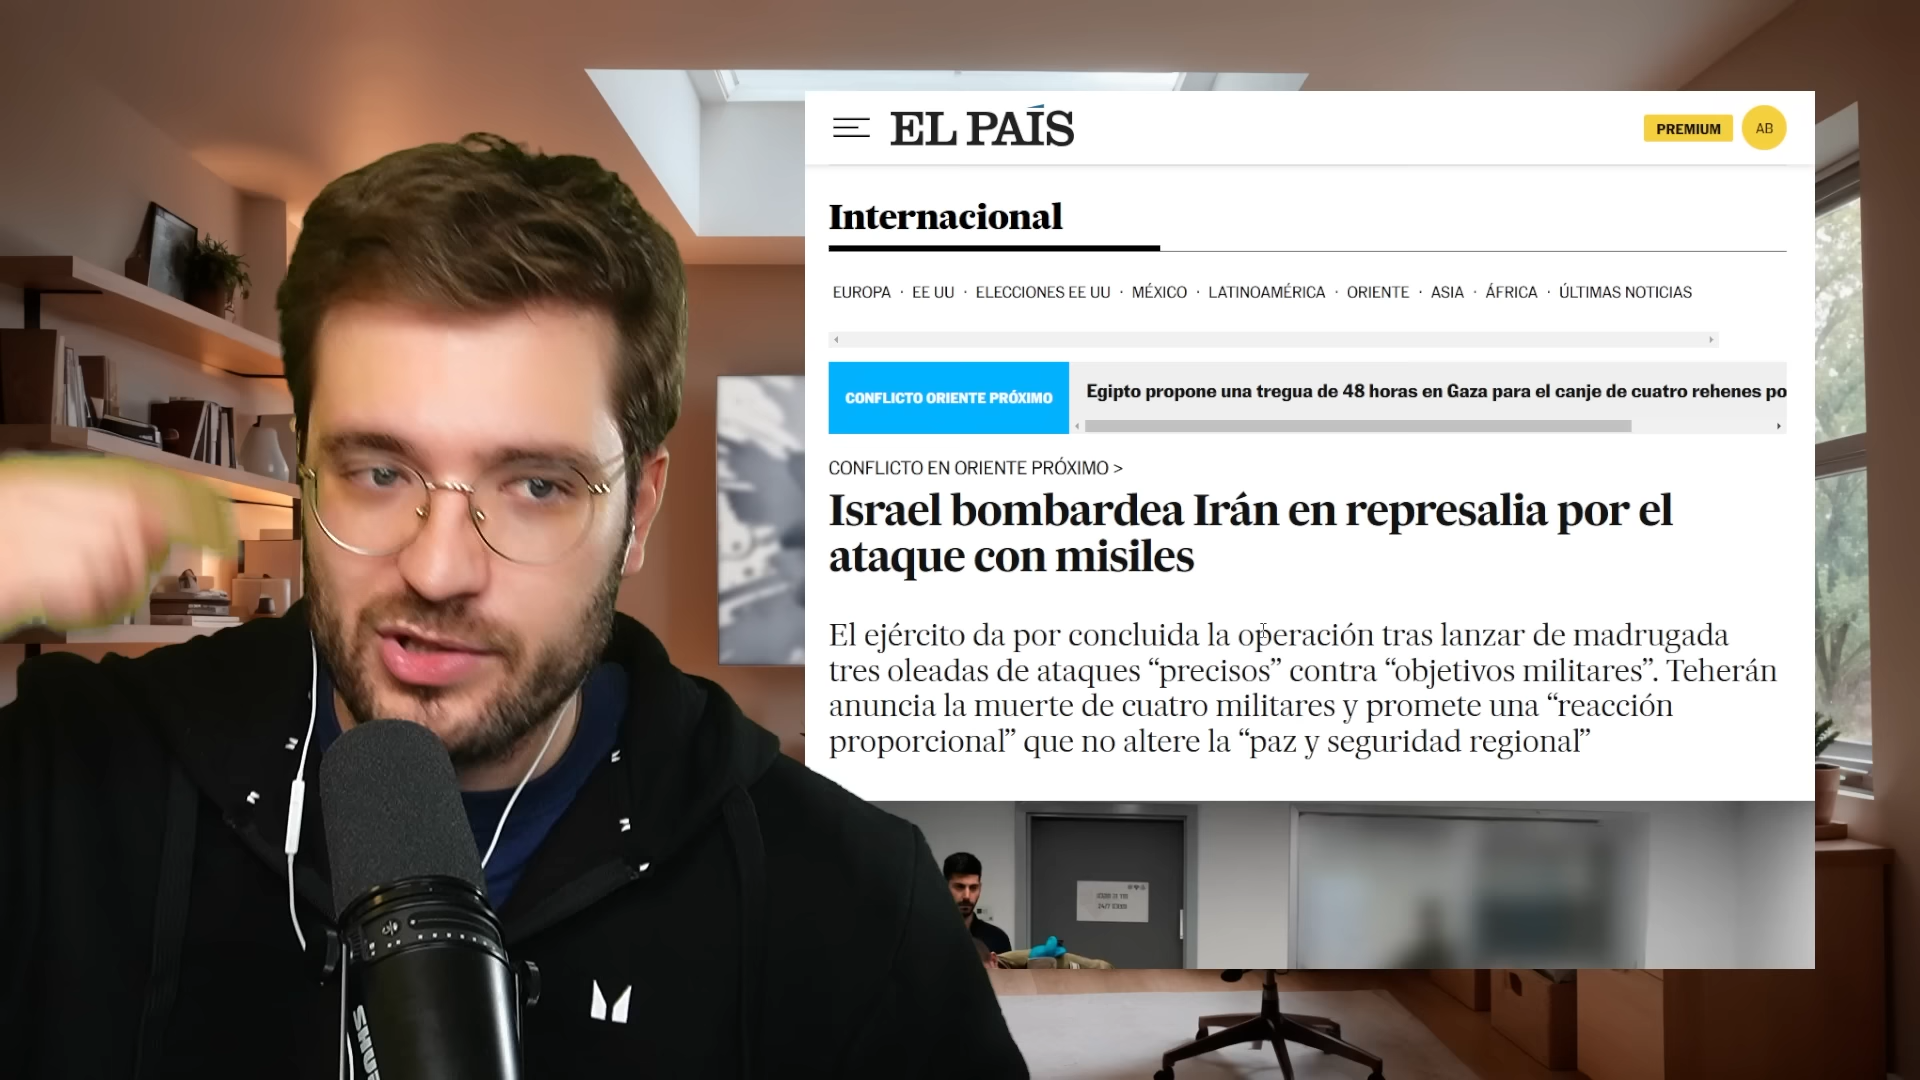 EL PAÍS
PREMIUM
AB
Internacional
EUROPA · EE UU · ELECCIONES EE UU · MÉXICO · LATINOAMÉRICA · ORIENTE · ASIA · ÁFRICA · ÚLTIMAS NOTICIAS
CONFLICTO ORIENTE PRÓXIMO
Egipto propone una tregua de 48 horas en Gaza para el canje de cuatro rehenes po
CONFLICTO EN ORIENTE PRÓXIMO >
Israel bombardea Irán en represalia por el
ataque con misiles
El ejército da por concluida la operación tras lanzar de madrugada
tres oleadas de ataques “precisos” contra “objetivos militares”. Teherán
anuncia la muerte de cuatro militares y promete una “reacción
proporcional” que no altere la “paz y seguridad regional”
SHURE